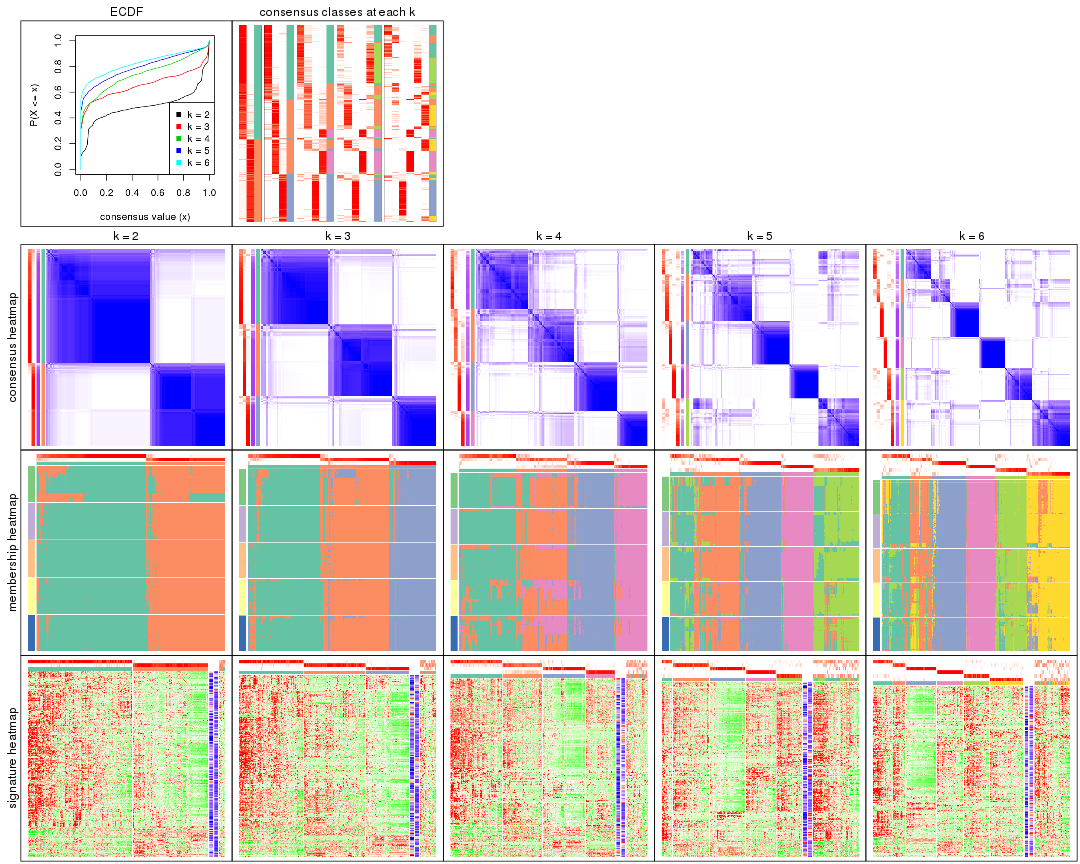 ECDF
consensus classes at each k
P(X <= x)
0.0 0.2 0.4 0.6 0.8 1.0
k = 2
k = 3
k = 4
k = 5
k = 6
0.0 0.2 0.4 0.6 0.8 1.0
consensus value (x)
k = 2 k = 3 k = 4 k = 5 k = 6
consensus heatmap
membership heatmap
signature heatmap